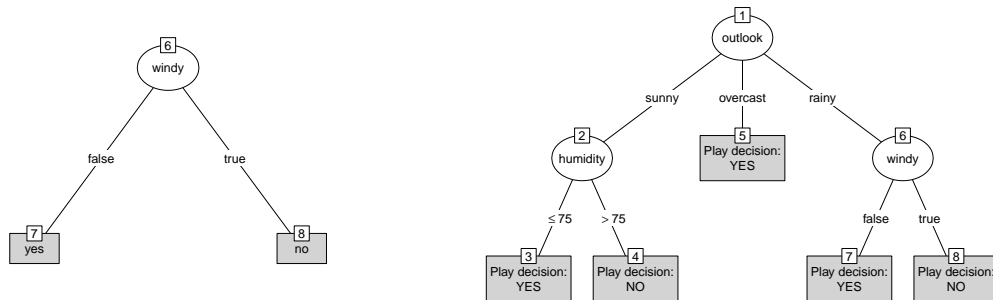 6
windy
false
true
7
yes
8
no
1
outlook
sunny
overcast
rainy
2
humidity
5
Play decision:
YES
6
windy
≤ 75
> 75
false
true
3
Play decision:
YES
4
Play decision:
NO
7
Play decision:
YES
8
Play decision:
NO